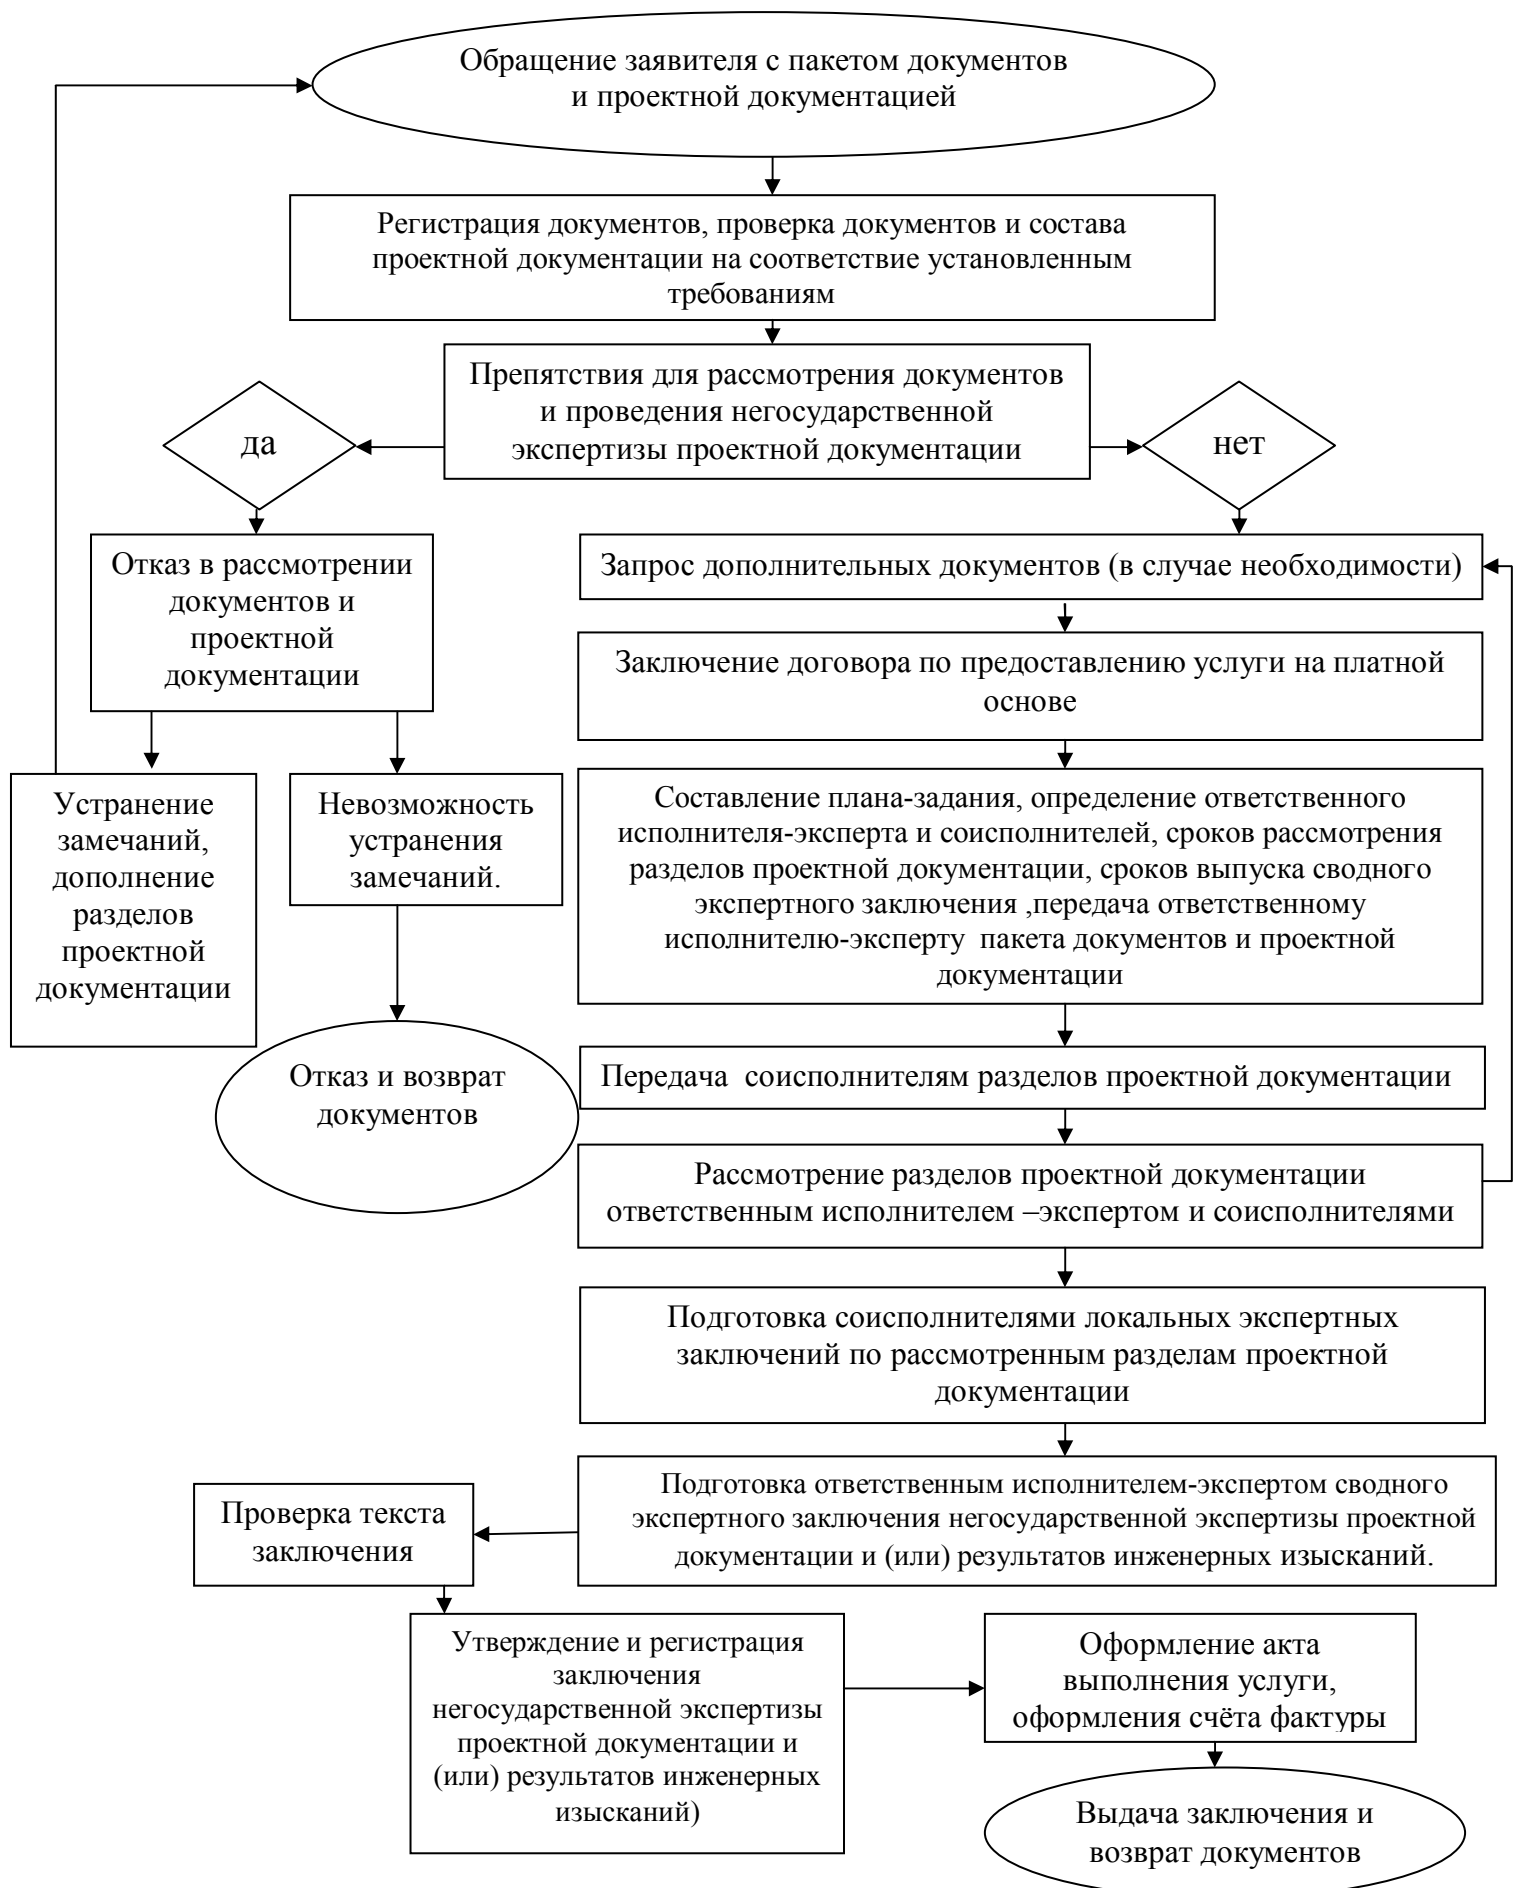 Обращение заявителя с пакетом документов
и проектной документацией
Регистрация документов, проверка документов и состава
проектной документации на соответствие установленным
требованиям
Препятствия для рассмотрения документов
и проведения негосударственной
экспертизы проектной документации
да
нет
Отказ в рассмотрении
документов и
проектной
документации
Запрос дополнительных документов (в случае необходимости)
Заключение договора по предоставлению услуги на платной
основе
Устранение
замечаний,
дополнение
разделов
проектной
документации
Невозможность
устранения
замечаний.
Составление плана-задания, определение ответственного
исполнителя-эксперта и соисполнителей, сроков рассмотрения
разделов проектной документации, сроков выпуска сводного
экспертного заключения ,передача ответственному
исполнителю-эксперту  пакета документов и проектной
документации
Отказ и возврат
документов
Передача  соисполнителям разделов проектной документации
Рассмотрение разделов проектной документации
ответственным исполнителем –экспертом и соисполнителями
Подготовка соисполнителями локальных экспертных
заключений по рассмотренным разделам проектной
документации
Подготовка ответственным исполнителем-экспертом сводного
экспертного заключения негосударственной экспертизы проектной
документации и (или) результатов инженерных изысканий.
Проверка текста
заключения
Утверждение и регистрация
заключения
негосударственной экспертизы
проектной документации и
(или) результатов инженерных
изысканий)
Оформление акта
выполнения услуги,
оформления счёта фактуры
Выдача заключения и
возврат документов